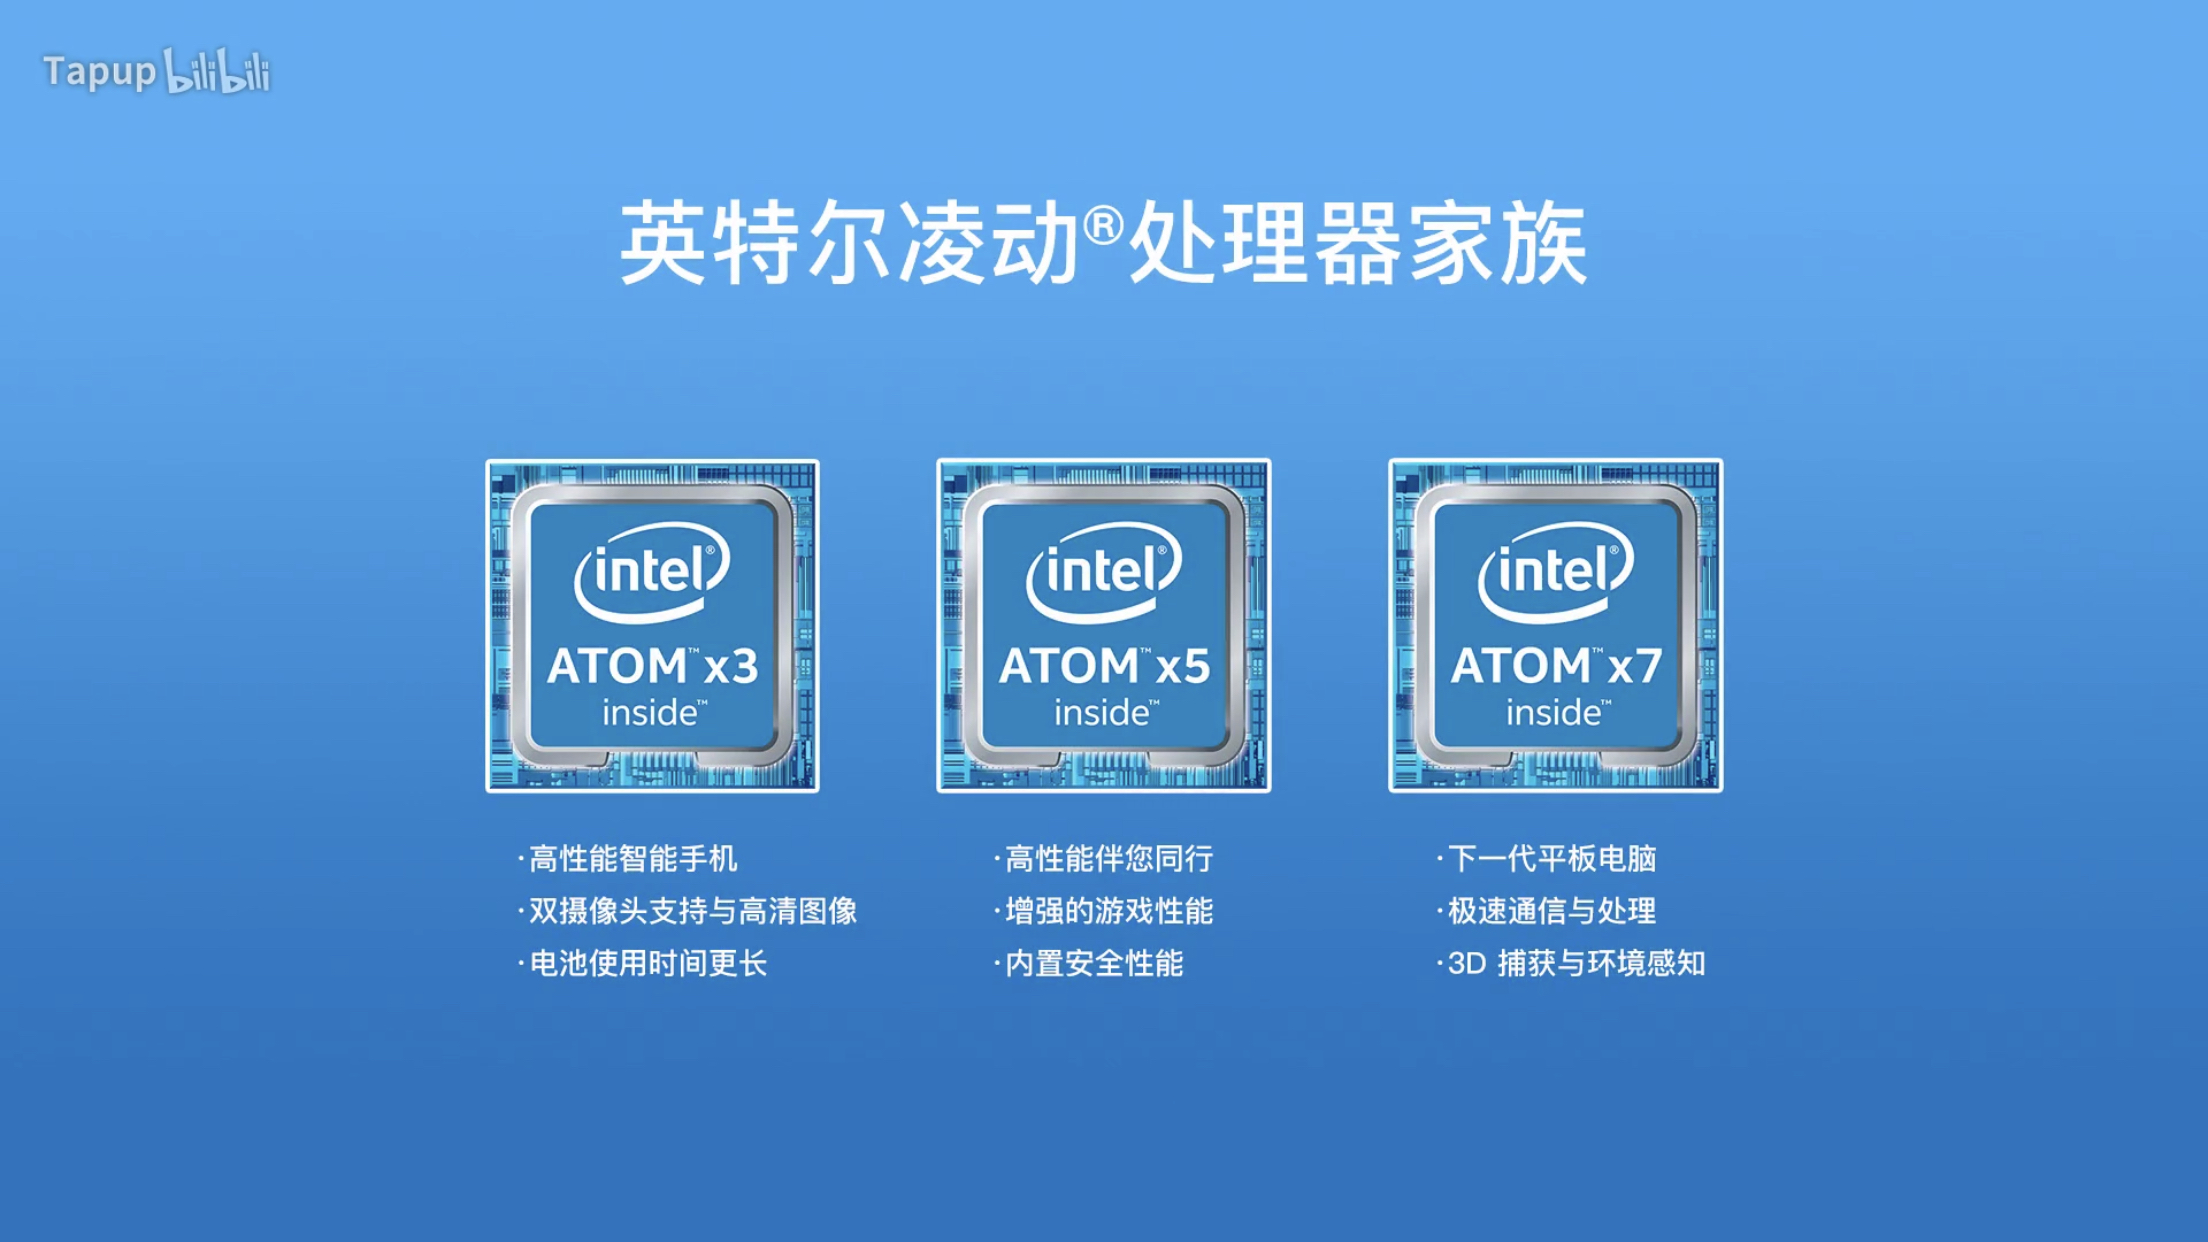 Tapup bilibili
英特尔凌动®处理器家族
intel®
ATOM™ x3
inside™
·高性能智能手机
·双摄像头支持与高清图像
·电池使用时间更长
intel®
ATOM™ x5
inside™
·高性能伴您同行
·增强的游戏性能
·内置安全性能
intel®
ATOM™ x7
inside™
·下一代平板电脑
·极速通信与处理
·3D 捕获与环境感知